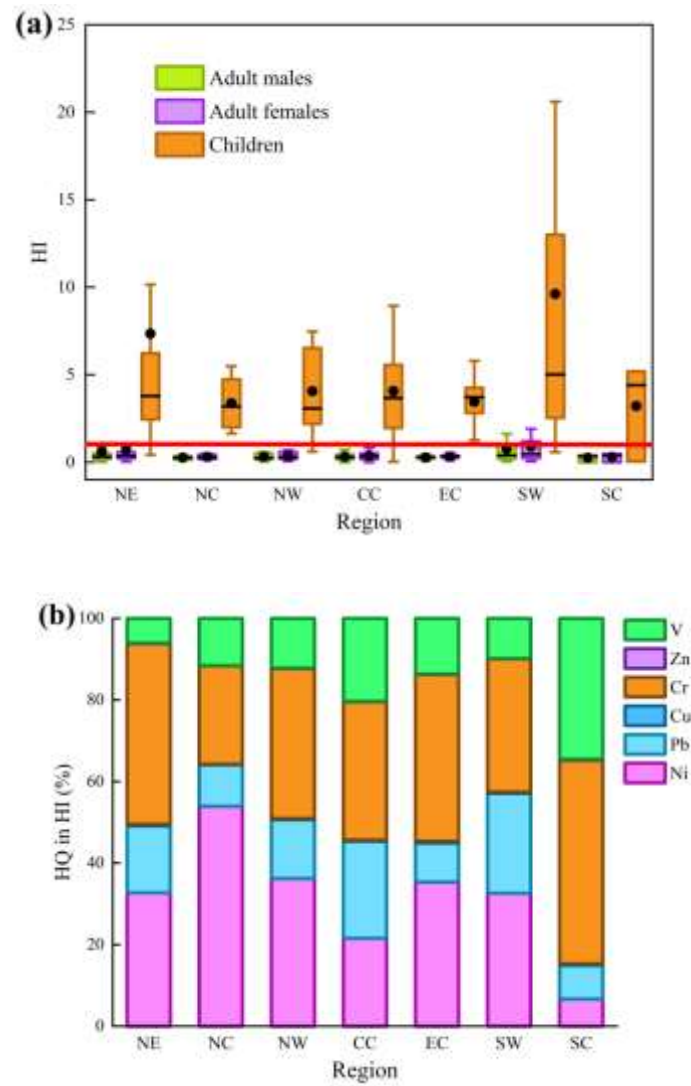 (a)
25
20
15
10
5
0
HI
Adult males
Adult females
Children
NE NC NW CC EC SW SC
Region
(b)
100
80
60
40
20
0
HQ in HI (%)
V
Zn
Cr
Cu
Pb
Ni
NE NC NW CC EC SW SC
Region